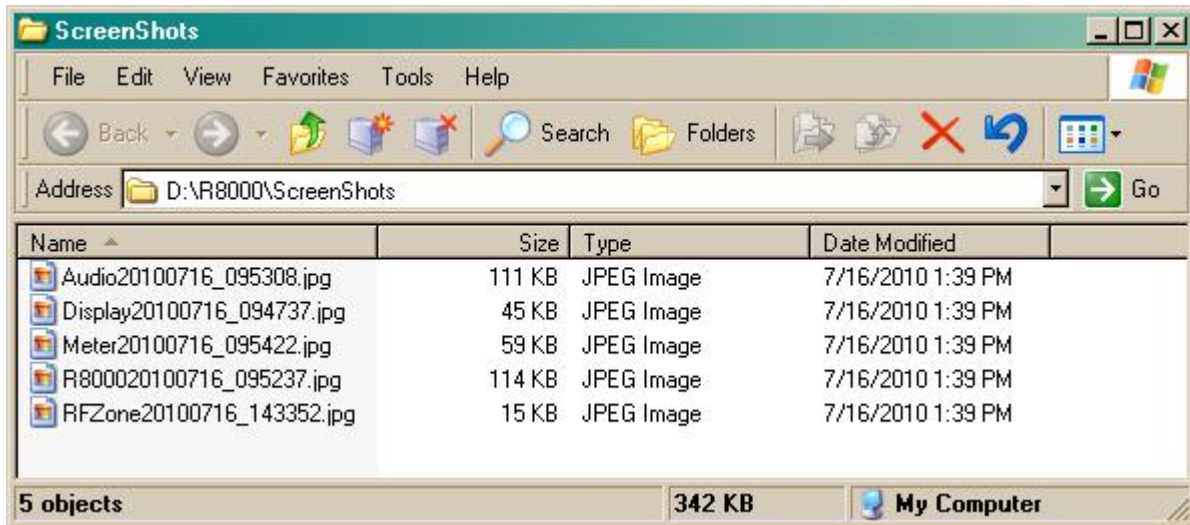 ScreenShots
File Edit View Favorites Tools Help
Back Search Folders
Address D:\R8000\ScreenShots Go
Name Size Type Date Modified
Audio20100716_095308.jpg 111 KB JPEG Image 7/16/2010 1:39 PM
Display20100716_094737.jpg 45 KB JPEG Image 7/16/2010 1:39 PM
Meter20100716_095422.jpg 59 KB JPEG Image 7/16/2010 1:39 PM
R800020100716_095237.jpg 114 KB JPEG Image 7/16/2010 1:39 PM
RFZone20100716_143352.jpg 15 KB JPEG Image 7/16/2010 1:39 PM
5 objects 342 KB My Computer